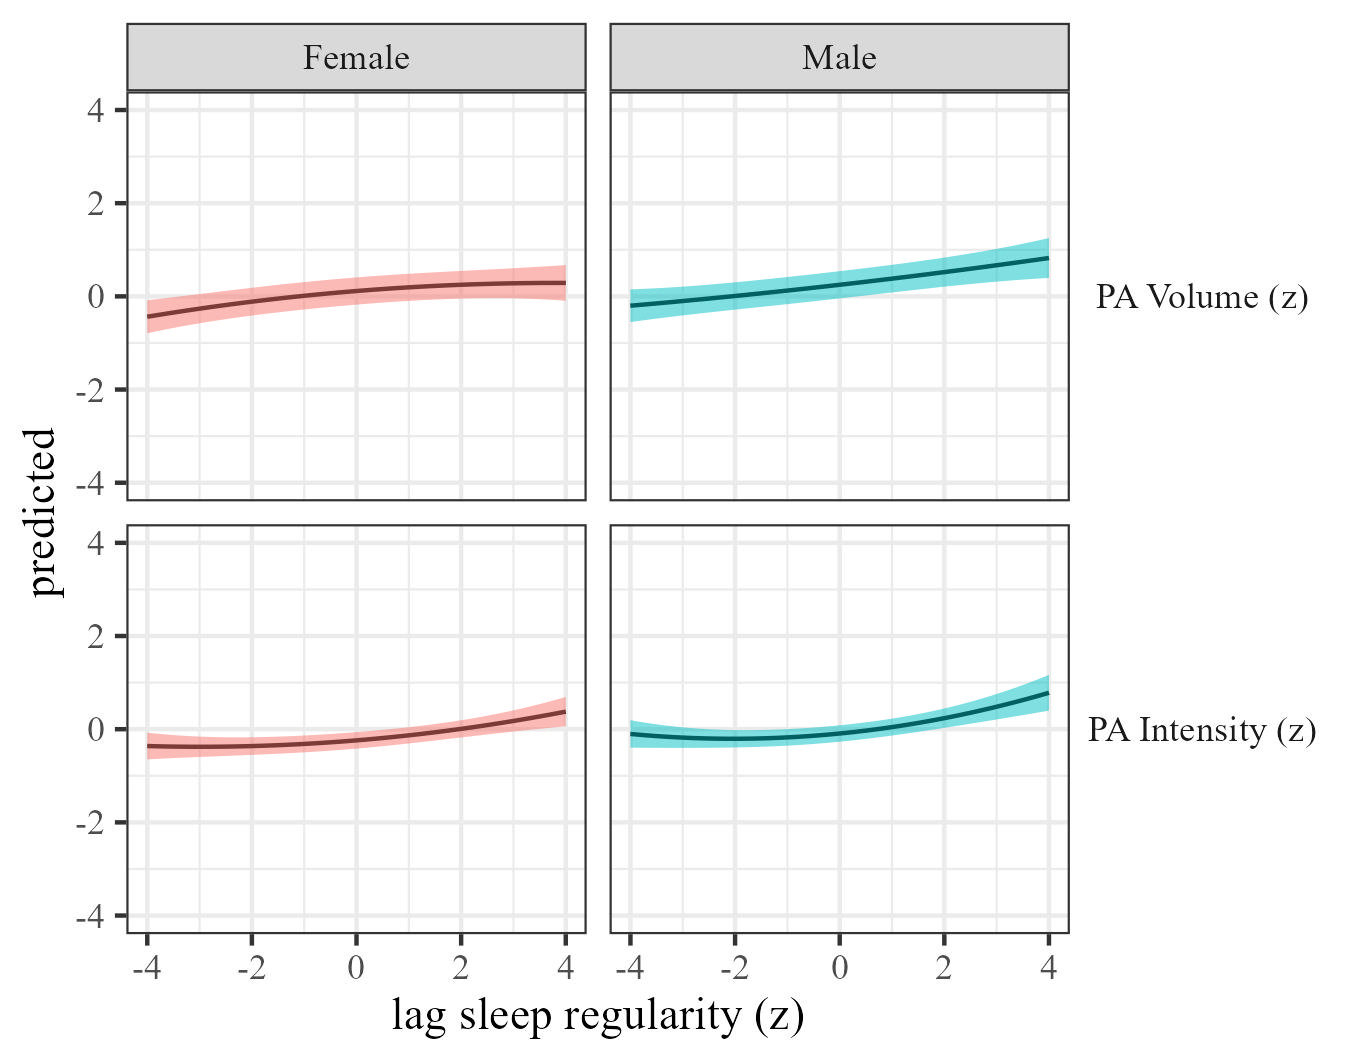 Female Male
4
2
0
-2
-4
PA Volume (z)
predicted
4
2
0
-2
-4
PA Intensity (z)
-4 -2 0 2 4 -4 -2 0 2 4
lag sleep regularity (z)